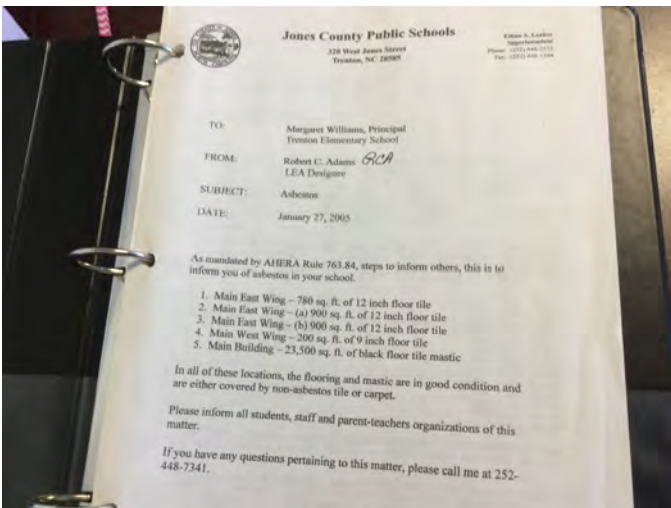 Jones County Public Schools
320 West Jones Street
Trenton, NC 28585
Superintendent
TO:
Margaret Williams, Principal
Trenton Elementary School
FROM:
Robert C. Adams RCA
LEA Designee
SUBJECT:
Asbestos
DATE:
January 27, 2005
As mandated by AHERA Rule 763.84, steps to inform others, this is to
inform you of asbestos in your school.
1. Main East Wing – 780 sq. ft. of 12 inch floor tile
2. Main East Wing – (a) 900 sq. ft. of 12 inch floor tile
3. Main East Wing – (b) 900 sq. ft. of 12 inch floor tile
4. Main West Wing – 200 sq. ft. of 9 inch floor tile
5. Main Building – 23,500 sq. ft. of black floor tile mastic
In all of these locations, the flooring and mastic are in good condition and
are either covered by non-asbestos tile or carpet.
Please inform all students, staff and parent-teachers organizations of this
matter.
If you have any questions pertaining to this matter, please call me at 252-
448-7341.